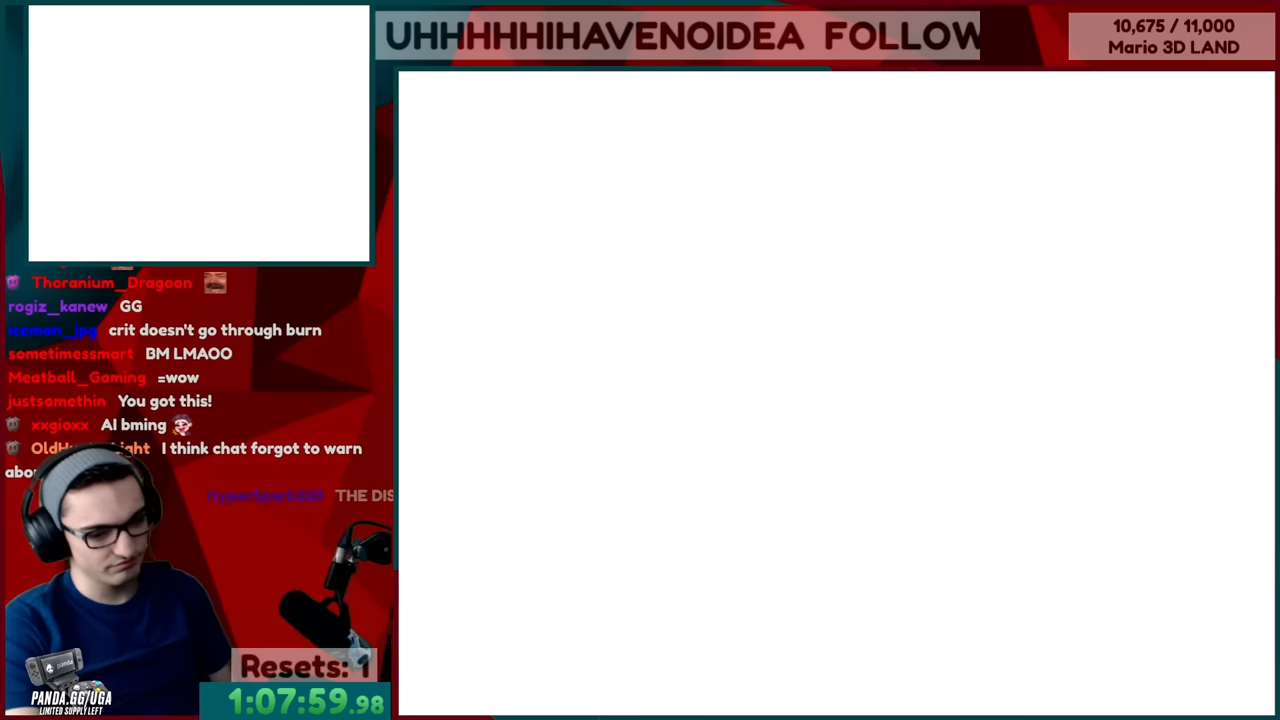 UHHHHHIHAVENOIDEA FOLLOW
10,675 / 11,000
Mario 3D LAND
Thoranium_Dragoon
rogiz_kanew GG
iceman_jpg crit doesn't go through burn
sometimessmart BM LMAOO
Meatball_Gaming =wow
justsomethin You got this!
xxgioxx AI bming
I think chat forgot to warn
THE DIS
Resets: 1
1:07:59.98
panda
PANDA.GG/UGA
LIMITED SUPPLY LEFT